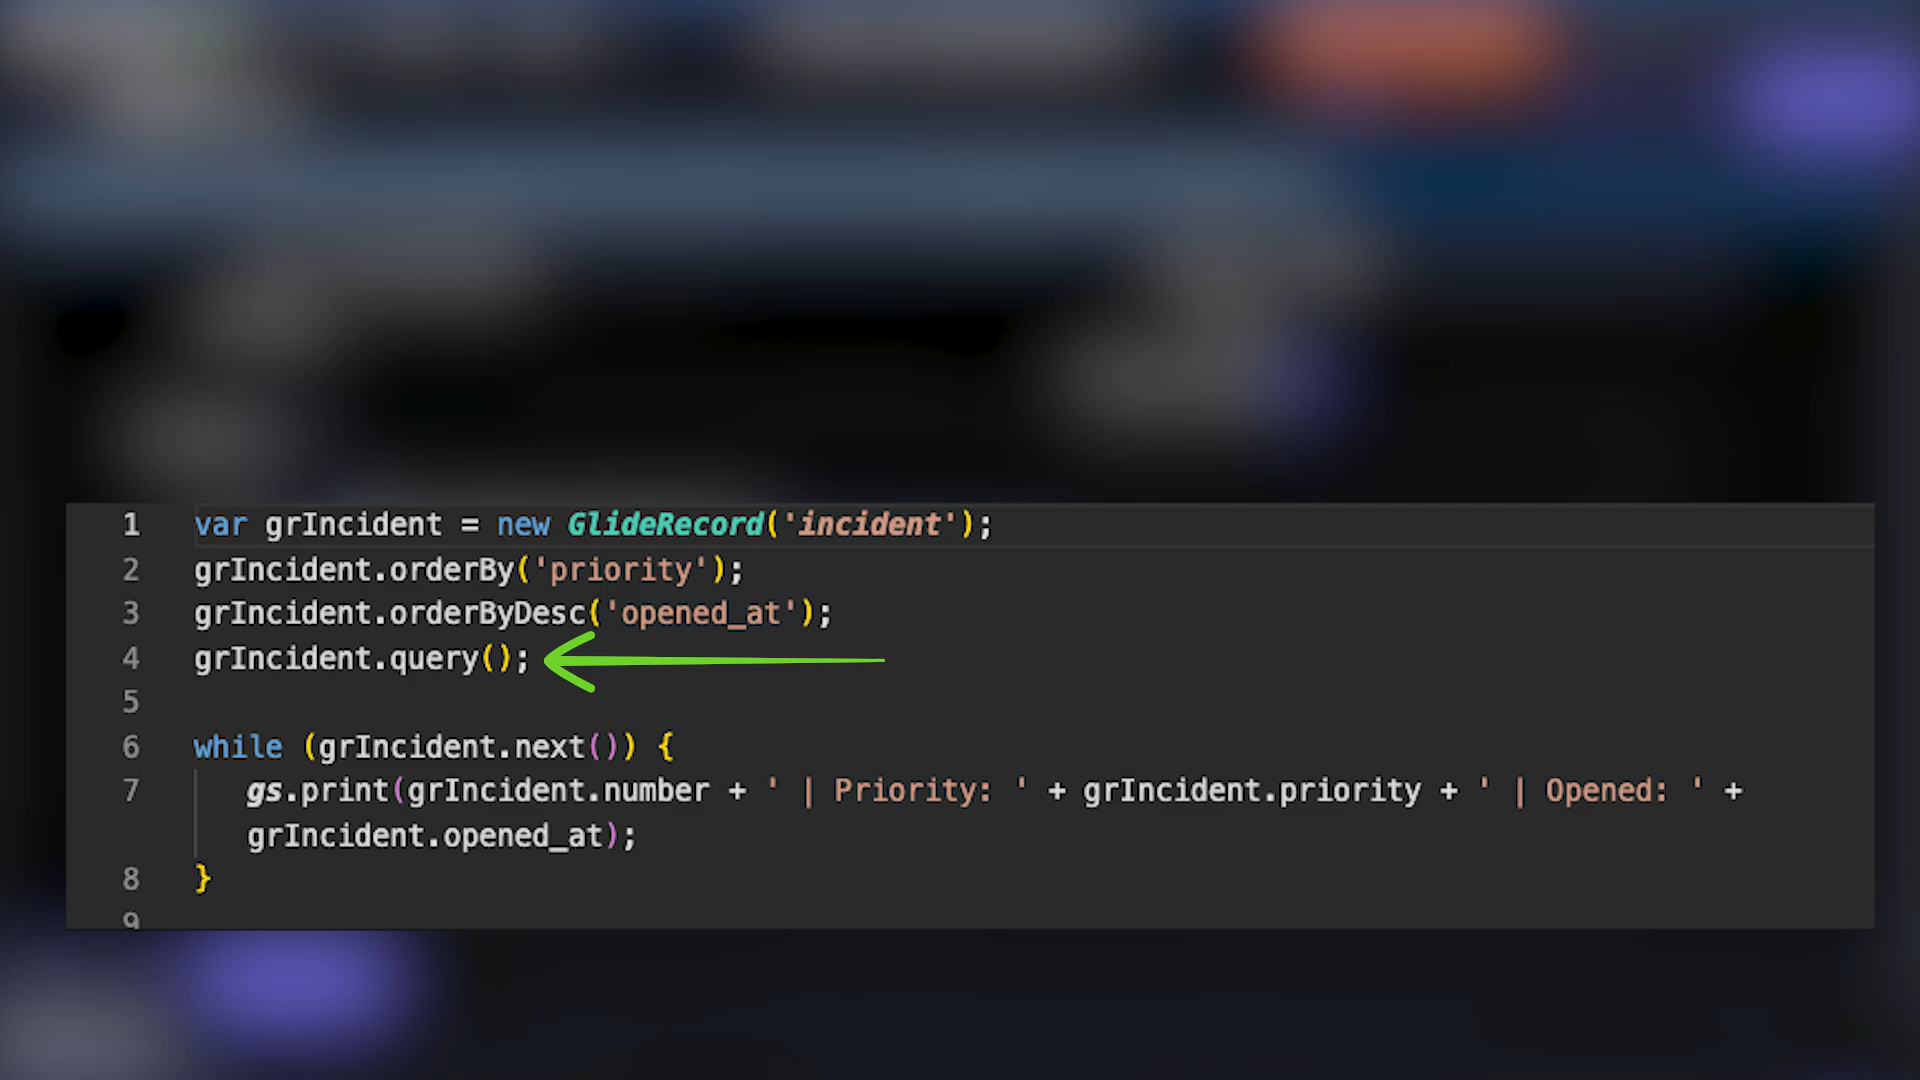 1 var grIncident = new GlideRecord('incident');
2 grIncident.orderBy('priority');
3 grIncident.orderByDesc('opened_at');
4 grIncident.query();
5
6 while (grIncident.next()) {
7 gs.print(grIncident.number + ' | Priority: ' + grIncident.priority + ' | Opened: ' +
grIncident.opened_at);
8 }
9